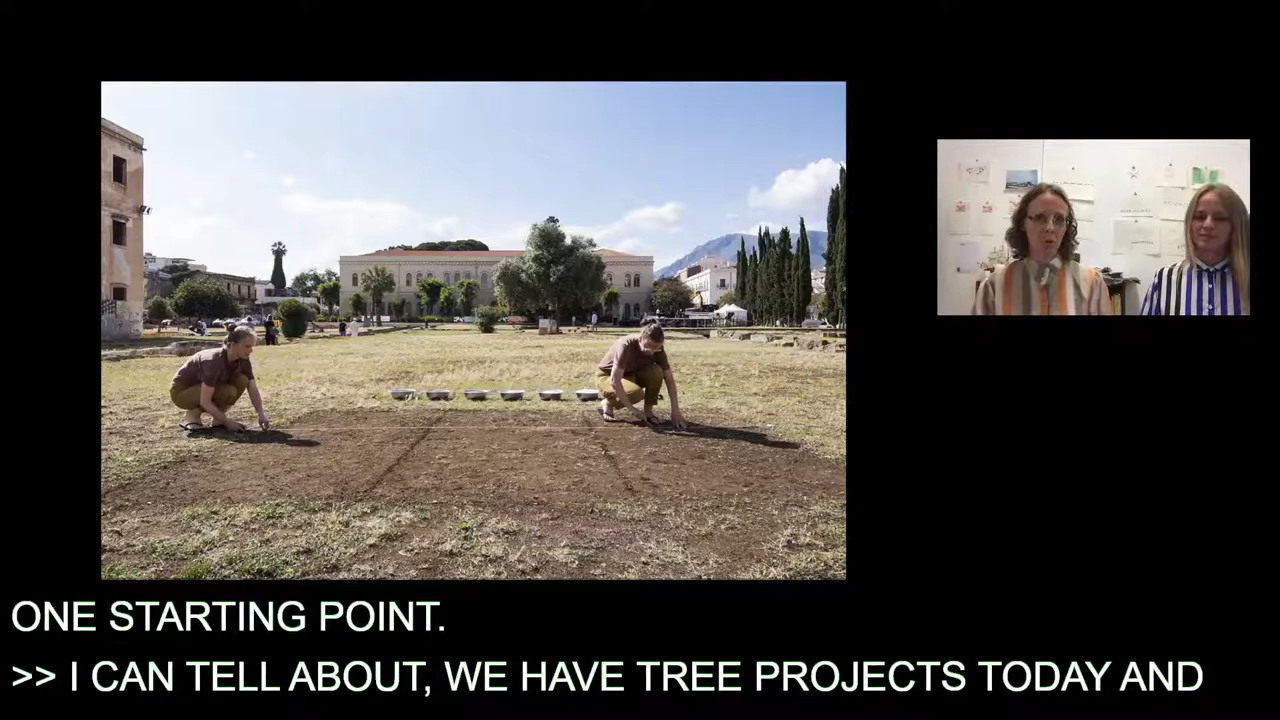 ONE STARTING POINT.
>> I CAN TELL ABOUT, WE HAVE TREE PROJECTS TODAY AND